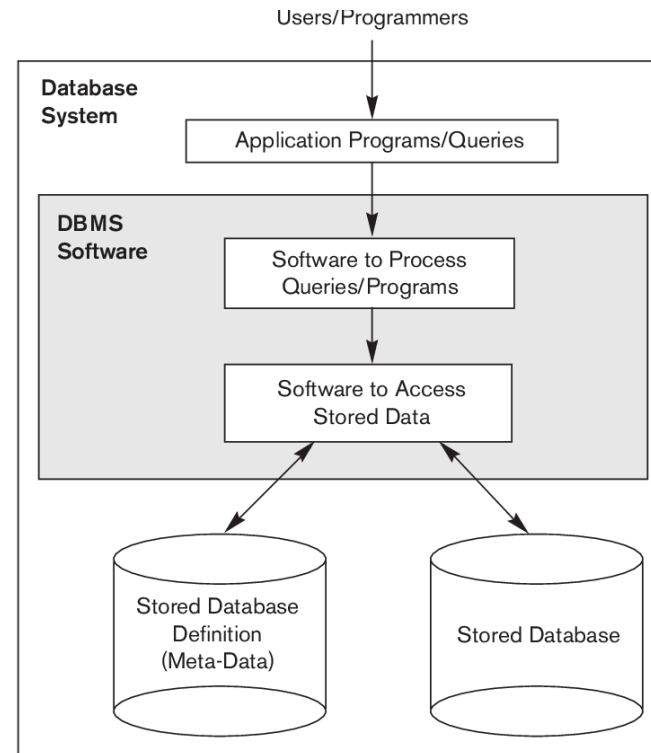 Users/Programmers
Database
System
Application Programs/Queries
DBMS
Software
Software to Process
Queries/Programs
Software to Access
Stored Data
Stored Database
Definition
(Meta-Data)
Stored Database